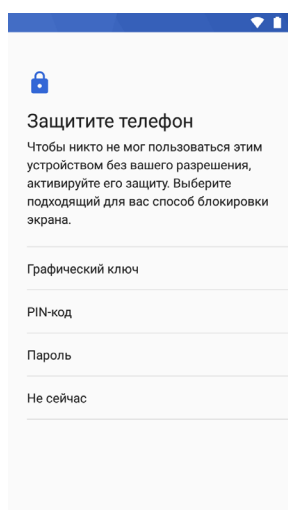 Защитите телефон
Чтобы никто не мог пользоваться этим
устройством без вашего разрешения,
активируйте его защиту. Выберите
подходящий для вас способ блокировки
экрана.
Графический ключ
PIN-код
Пароль
Не сейчас